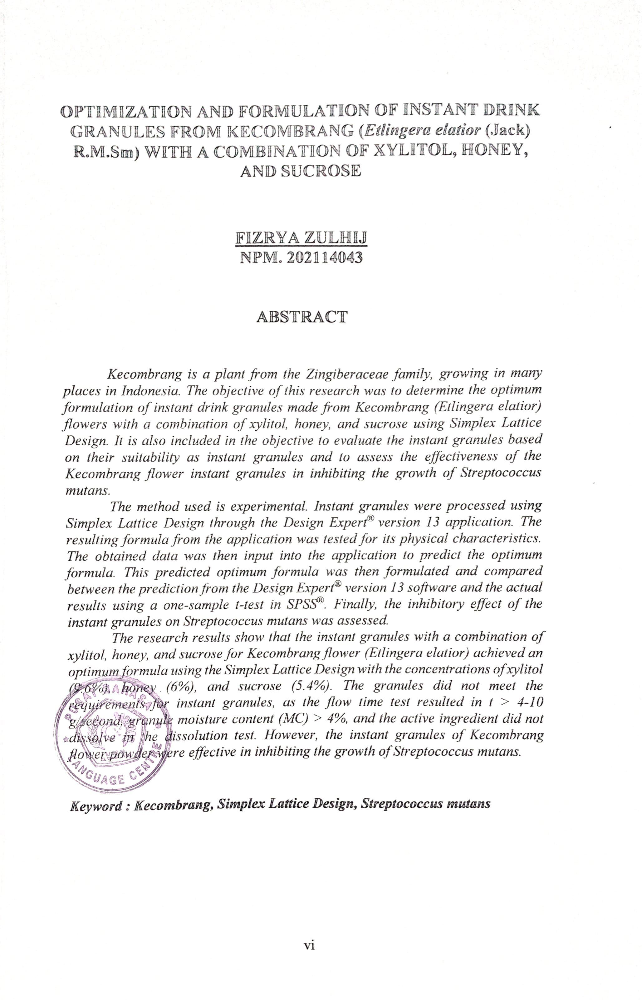 OPTIMIZATION AND FORMULATION OF INSTANT DRINK
GRANULES FROM KECOMBRANG (Etlingera elatior (Jack)
R.M.Sm) WITH A COMBINATION OF XYLITOL, HONEY,
AND SUCROSE
FIZRYA ZULHIJ
NPM. 202114043
ABSTRACT
Kecombrang is a plant from the Zingiberaceae family, growing in many
places in Indonesia. The objective of this research was to determine the optimum
formulation of instant drink granules made from Kecombrang (Etlingera elatior)
flowers with a combination of xylitol, honey, and sucrose using Simplex Lattice
Design. It is also included in the objective to evaluate the instant granules based
on their suitability as instant granules and to assess the effectiveness of the
Kecombrang flower instant granules in inhibiting the growth of Streptococcus
mutans.
The method used is experimental. Instant granules were processed using
Simplex Lattice Design through the Design Expert® version 13 application. The
resulting formula from the application was tested for its physical characteristics.
The obtained data was then input into the application to predict the optimum
formula. This predicted optimum formula was then formulated and compared
between the prediction from the Design Expert® version 13 software and the actual
results using a one-sample t-test in SPSS®. Finally, the inhibitory effect of the
instant granules on Streptococcus mutans was assessed.
The research results show that the instant granules with a combination of
xylitol, honey, and sucrose for Kecombrang flower (Etlingera elatior) achieved an
optimum formula using the Simplex Lattice Design with the concentrations of xylitol
(9.6%), honey (6%), and sucrose (5.4%). The granules did not meet the
requirements for instant granules, as the flow time test resulted in t > 4-10
g/second, granule moisture content (MC) > 4%, and the active ingredient did not
dissolve in the dissolution test. However, the instant granules of Kecombrang
flower powder were effective in inhibiting the growth of Streptococcus mutans.
LANGUAGE CENTRE
Keyword : Kecombrang, Simplex Lattice Design, Streptococcus mutans
vi